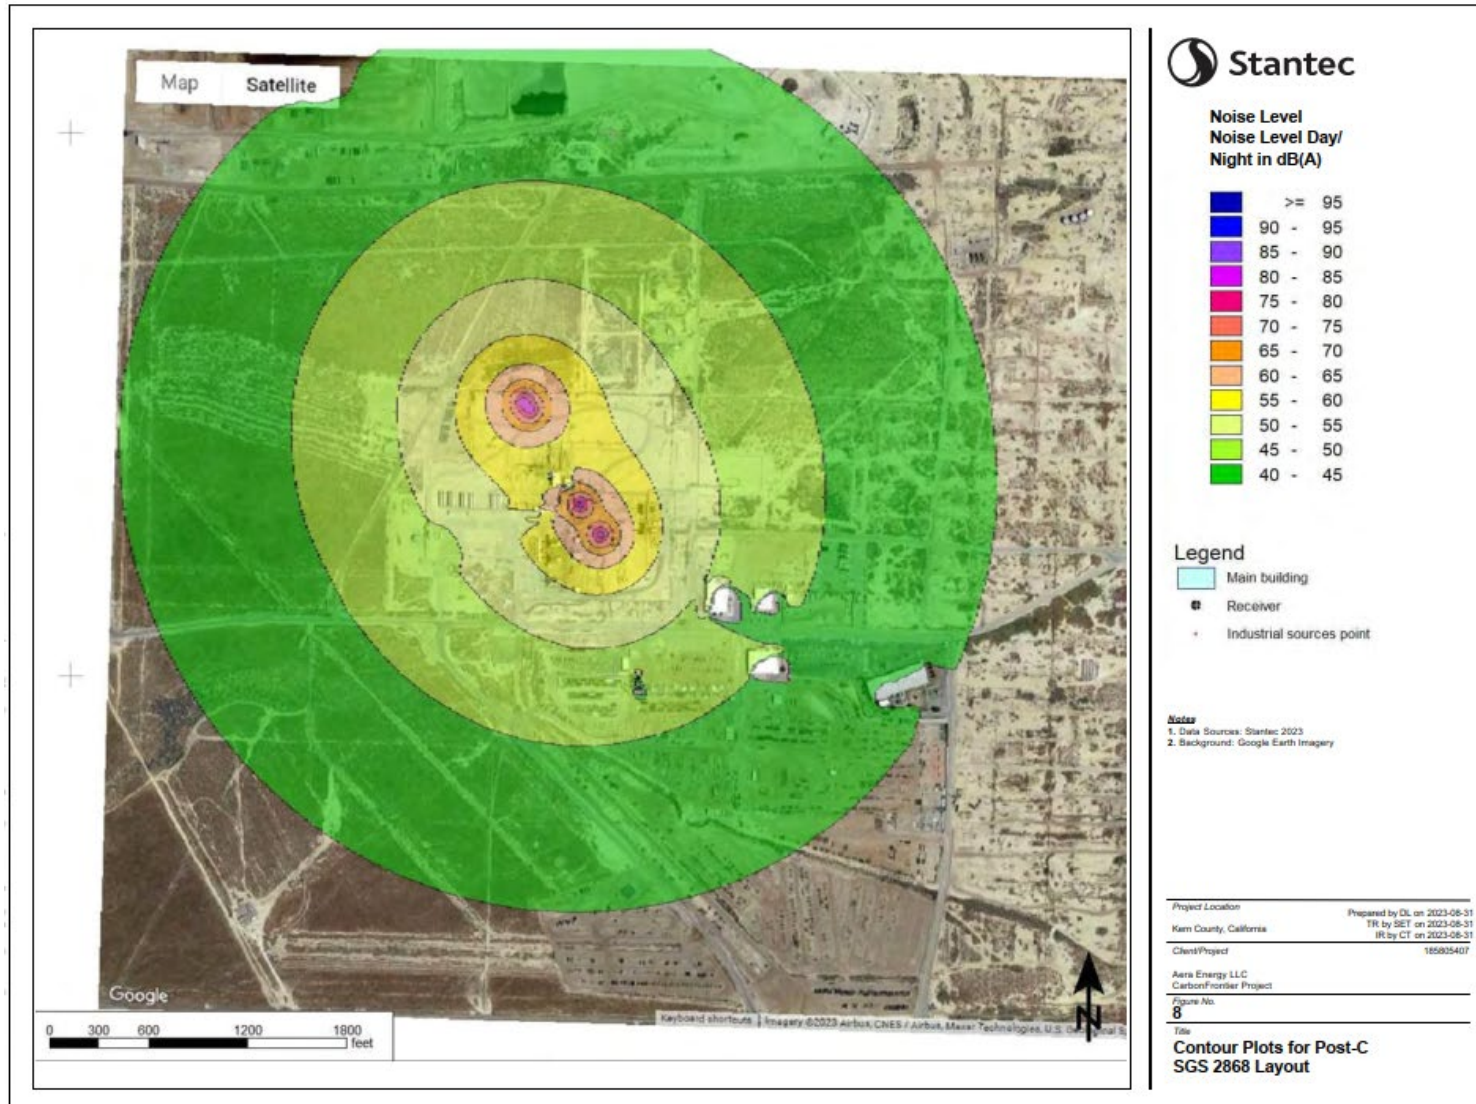 Map Satellite
Stantec
Noise Level
Noise Level Day/
Night in dB(A)
>= 95
90 - 95
85 - 90
80 - 85
75 - 80
70 - 75
65 - 70
60 - 65
55 - 60
50 - 55
45 - 50
40 - 45
Legend
Main building
Receiver
Industrial sources point
Notes
1. Data Sources: Stantec 2023
2. Background: Google Earth Imagery
Google
Keyboard shortcuts Imagery ©2023 Airbus, CNES / Airbus, Maxar Technologies, U.S.
N
0 300 600 1200 1800
feet
Project Location
Kern County, California
Prepared by DL on 2023-08-31
TR by SET on 2023-08-31
IR by CT on 2023-08-31
Client/Project
185805407
Aera Energy LLC
CarbonFrontier Project
Figure No.
8
Title
Contour Plots for Post-C
SGS 2868 Layout